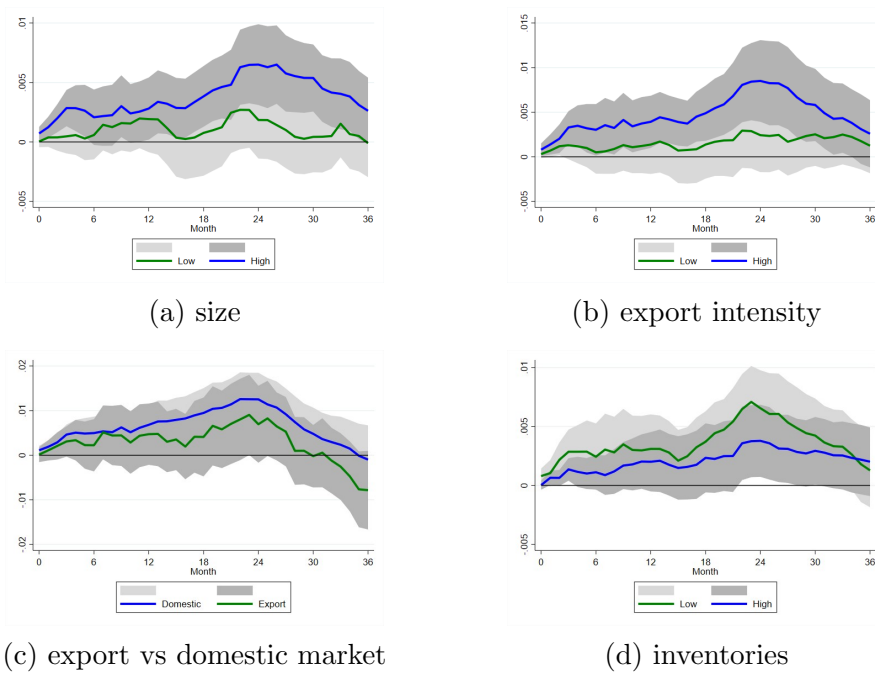 .01
.005
0
-.005
0 6 12 18 24 30 36
Month
Low High
(a) size
.015
.01
.005
0
-.005
0 6 12 18 24 30 36
Month
Low High
(b) export intensity
.02
.01
0
-.01
-.02
0 6 12 18 24 30 36
Month
Domestic Export
(c) export vs domestic market
.01
.005
0
-.005
0 6 12 18 24 30 36
Month
Low High
(d) inventories